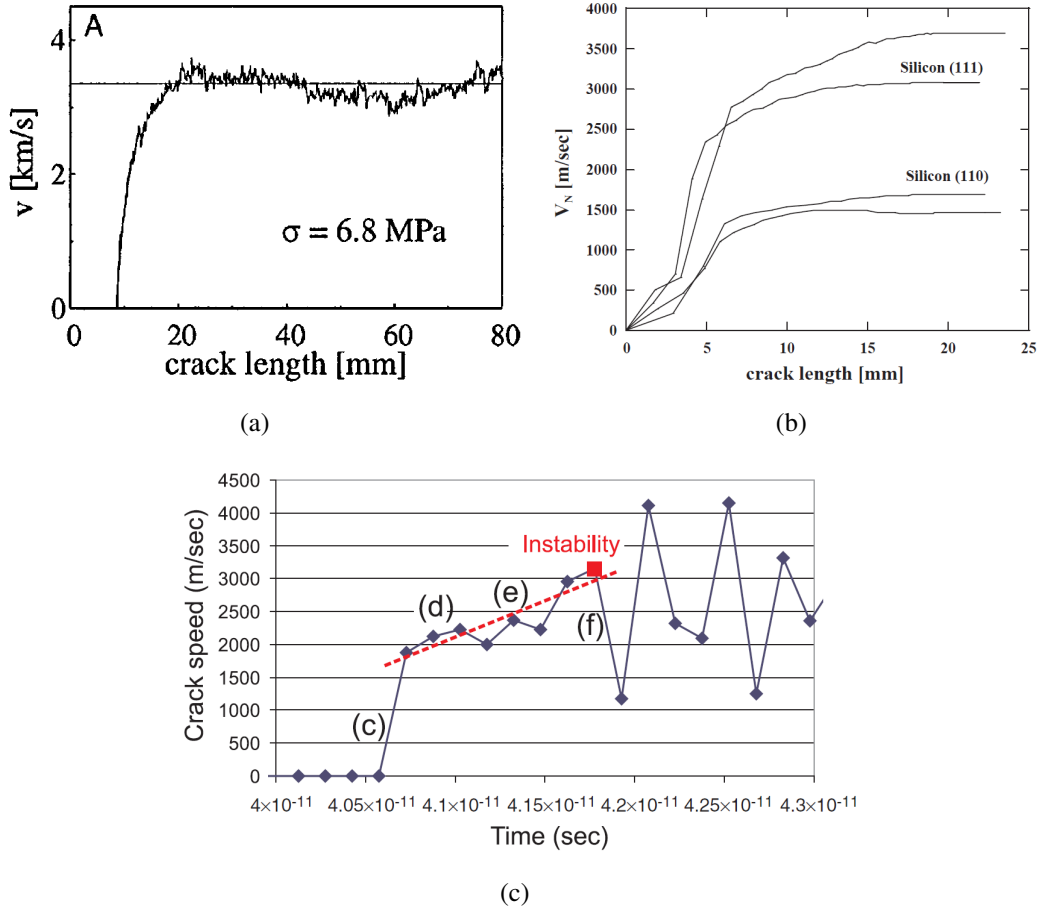 A
v [km/s]
4
2
0
σ = 6.8 MPa
0 20 40 60 80
crack length [mm]
(a)
V_N [m/sec]
4000
3500
3000
2500
2000
1500
1000
500
0
Silicon (111)
Silicon (110)
0 5 10 15 20 25
crack length [mm]
(b)
Crack speed (m/sec)
4500
4000
3500
3000
2500
2000
1500
1000
500
0
Instability
(d)
(e)
(f)
(c)
4×10⁻¹¹ 4.05×10⁻¹¹ 4.1×10⁻¹¹ 4.15×10⁻¹¹ 4.2×10⁻¹¹ 4.25×10⁻¹¹ 4.3×10⁻¹¹
Time (sec)
(c)